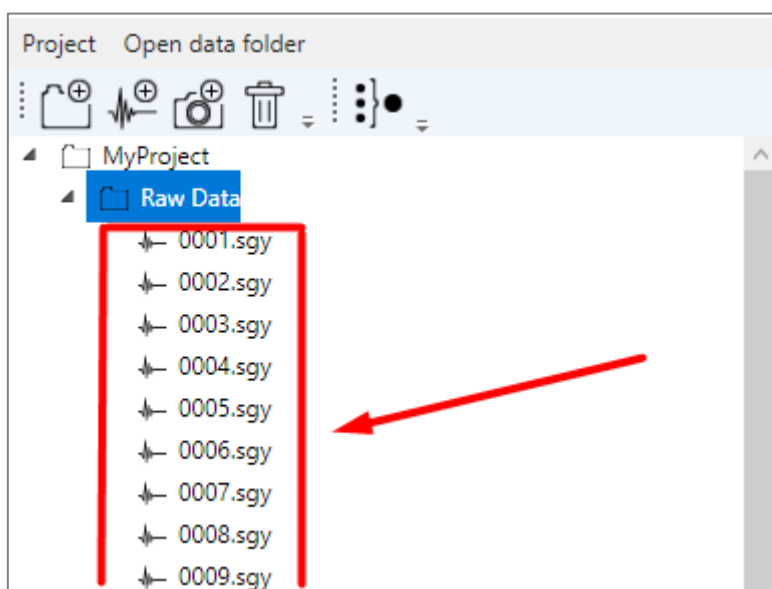 Project Open data folder
MyProject
Raw Data
0001.sgy
0002.sgy
0003.sgy
0004.sgy
0005.sgy
0006.sgy
0007.sgy
0008.sgy
0009.sgy